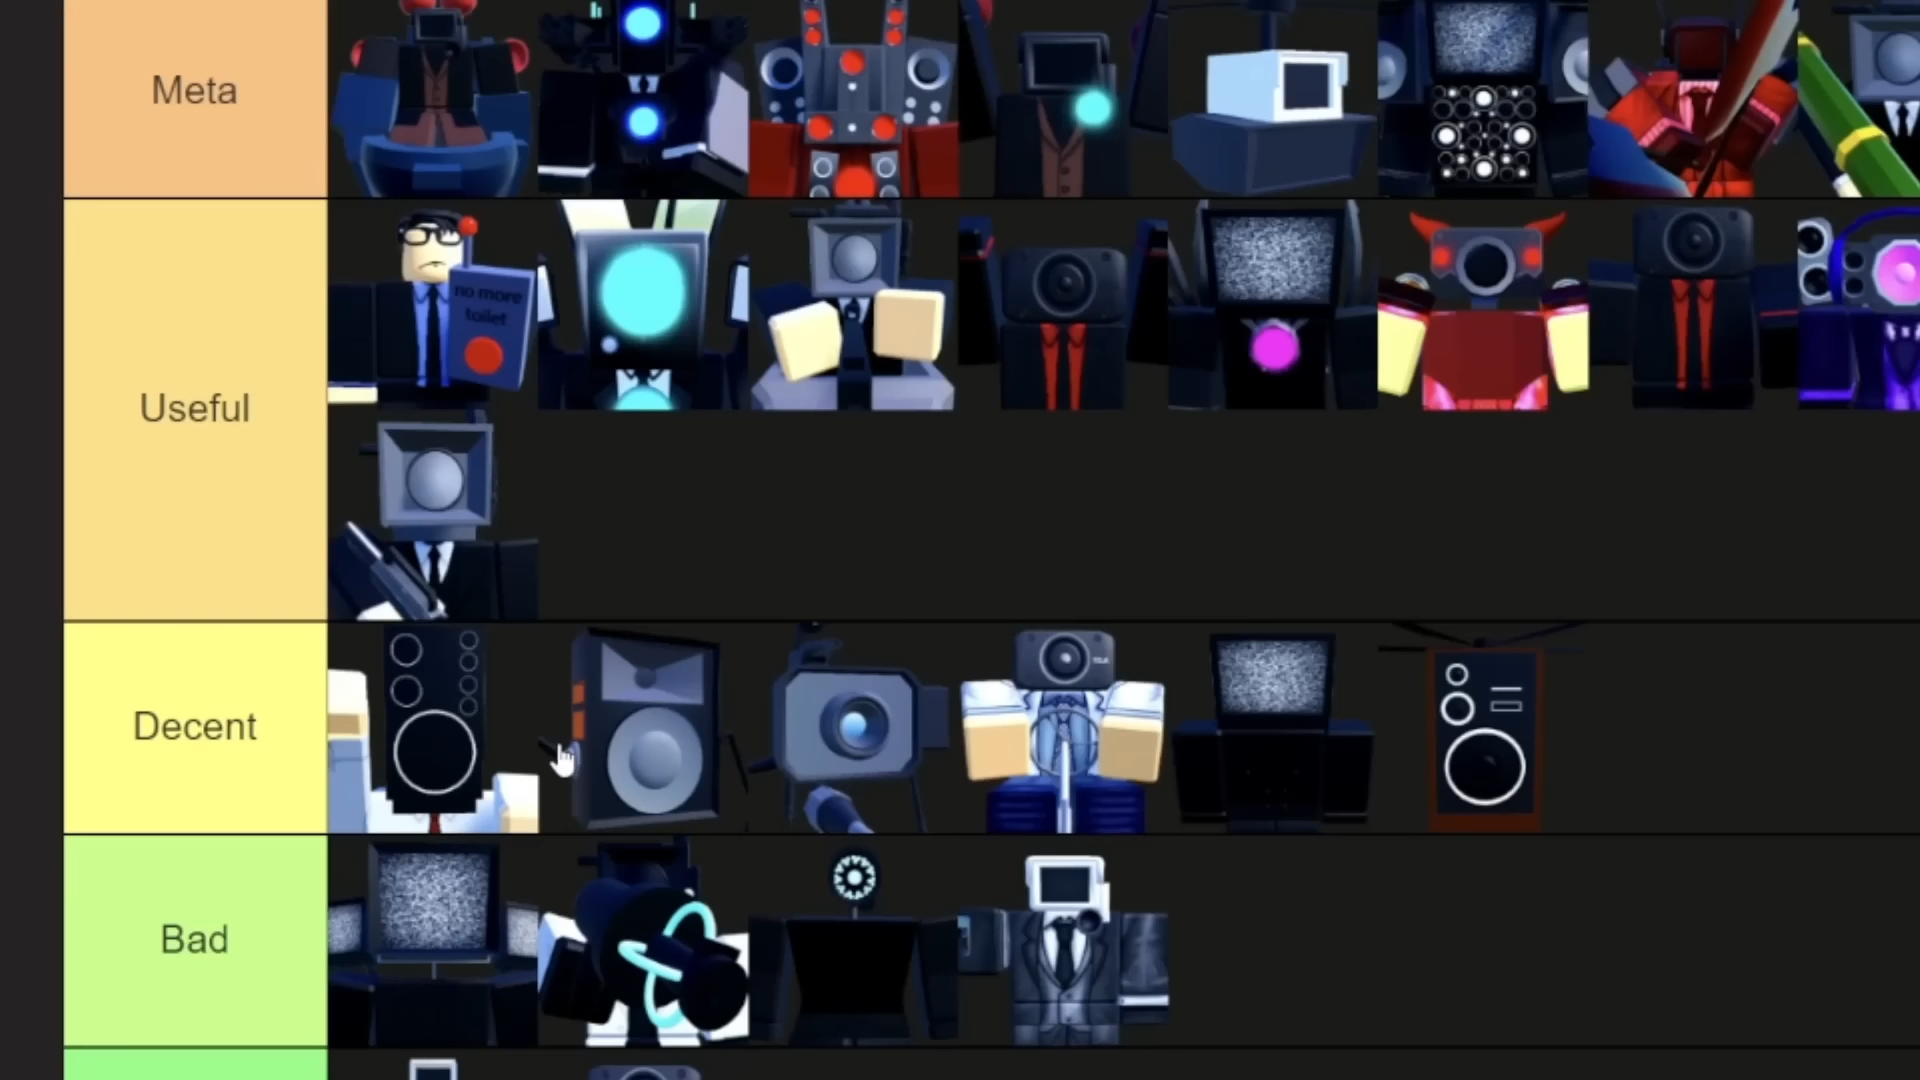 Meta
Useful
no more
toilet
Decent
Bad